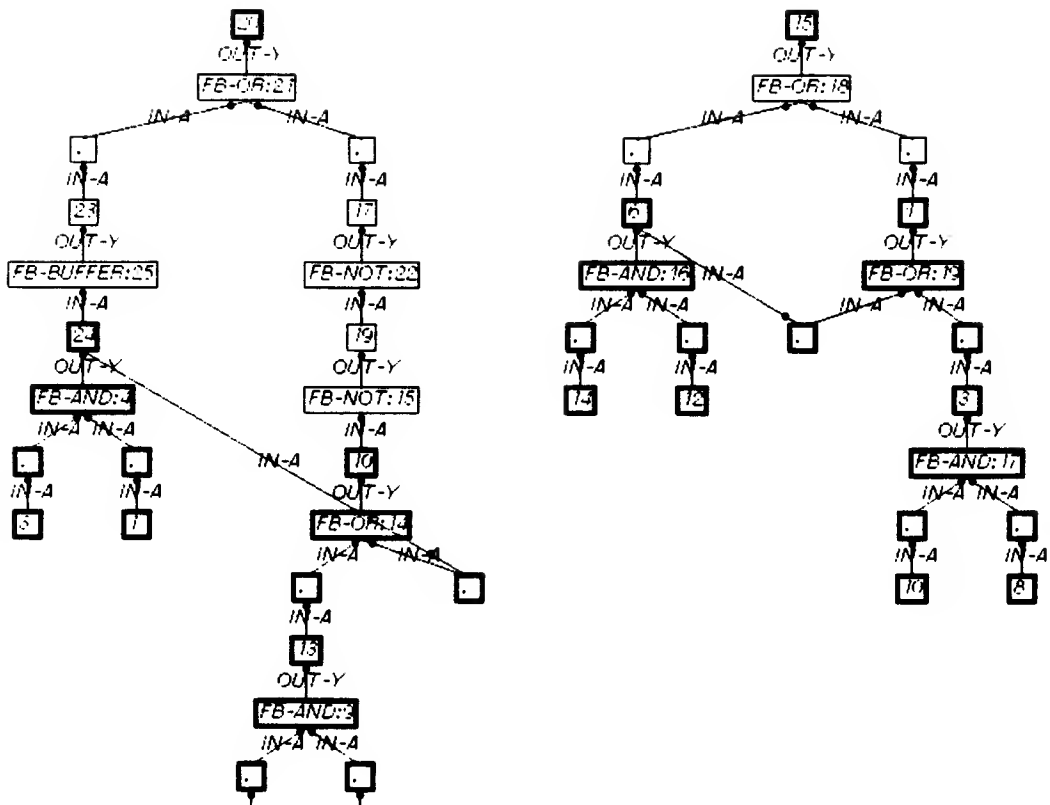 20 15
OUT-Y OUT-Y
FB-OR:21 FB-OR:18
IN-A IN-A IN-A IN-A
IN-A IN-A IN-A IN-A
23 17 6 1
OUT-Y OUT-Y OUT-Y OUT-Y
FB-BUFFER:25 FB-NOT:22 FB-AND:16 IN-A FB-OR:19
IN-A IN-A IN-A IN-A IN-A IN-A
24 19
OUT-Y OUT-Y IN-A IN-A IN-A
FB-AND:4 FB-NOT:15 14 12 3
IN-A IN-A IN-A OUT-Y
IN-A 10 FB-AND:17
IN-A IN-A OUT-Y IN-A IN-A
1 FB-OR:14
IN-A IN-A IN-A IN-A
10 8
IN-A
13
OUT-Y
FB-AND:
IN-A IN-A